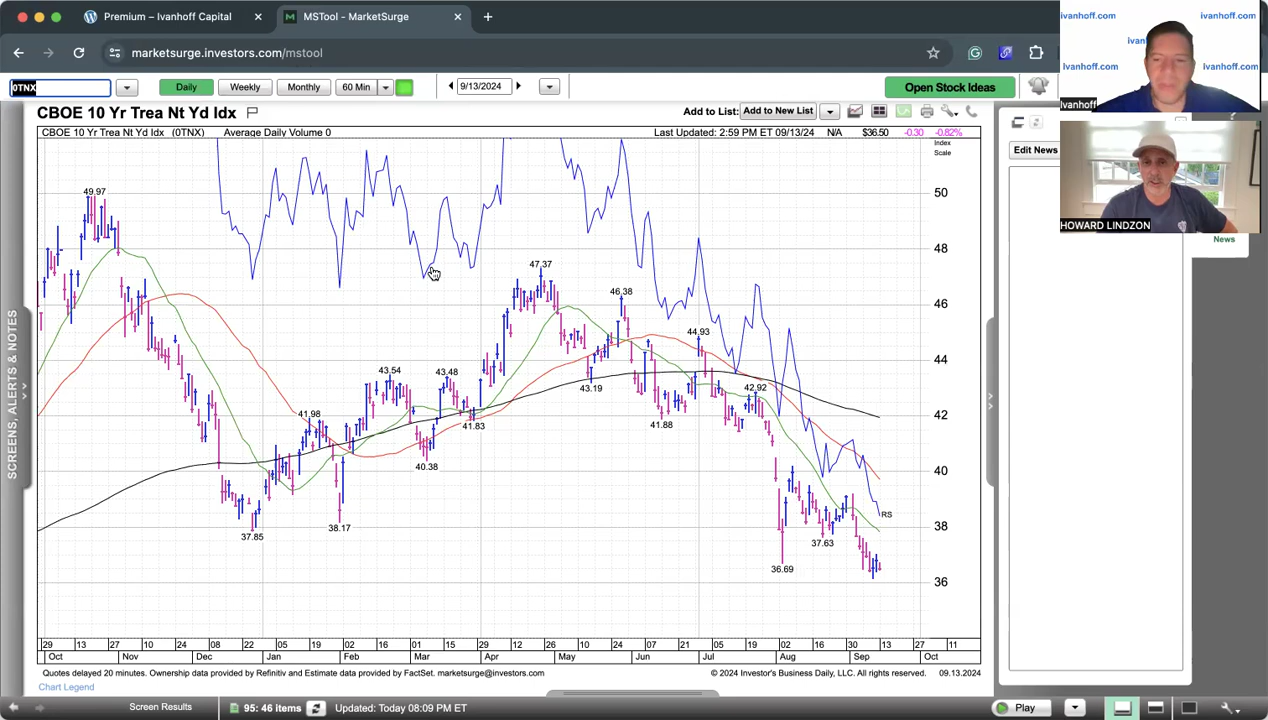 Premium – Ivanhoff Capital
MSTool - MarketSurge
marketsurge.investors.com/mstool
0TNX
Daily
Weekly
Monthly
60 Min
9/13/2024
Open Stock Ideas
CBOE 10 Yr Trea Nt Yd Idx
Add to List:
Add to New List
CBOE 10 Yr Trea Nt Yd Idx (0TNX)
Average Daily Volume 0
Last Updated: 2:59 PM ET 09/13/24
N/A
$36.50
-0.30
-0.82%
Index
Scale
Edit News
News
ivanhoff.com
ivanhoff.com
ivanhoff.com
ivanhoff.com
Ivanhoff
HOWARD LINDZON
SCREENS, ALERTS & NOTES
50
48
46
44
42
40
38
36
49.97
47.37
46.38
44.93
43.54
43.48
43.19
42.92
41.98
41.83
41.88
40.38
37.85
38.17
37.63
36.69
RS
29 13 27 10 24 08 22 05 19 02 16 01 15 29 12 26 10 24 07 21 05 19 02 16 30 13 27 11
Oct Nov Dec Jan Feb Mar Apr May Jun Jul Aug Sep Oct
Quotes delayed 20 minutes. Ownership data provided by Refinitiv and Estimate data provided by FactSet. marketsurge@investors.com
© 2024 Investor's Business Daily, LLC. All rights reserved.
09.13.2024
Chart Legend
Screen Results
95: 46 items
Updated: Today 08:09 PM ET
Play